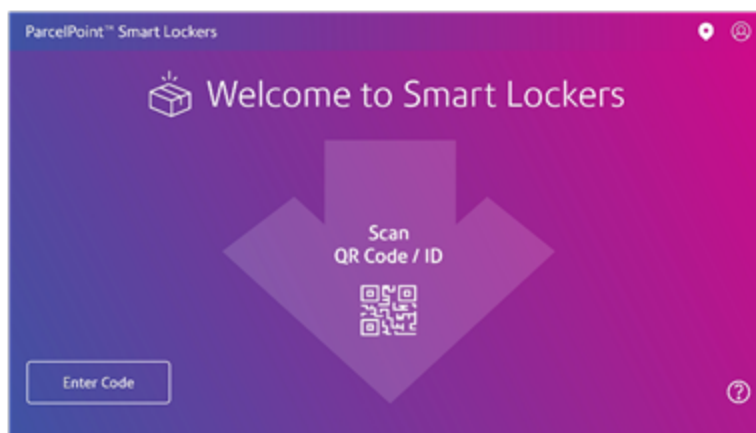 ParcelPoint™ Smart Lockers
Welcome to Smart Lockers
Scan
QR Code / ID
Enter Code
?